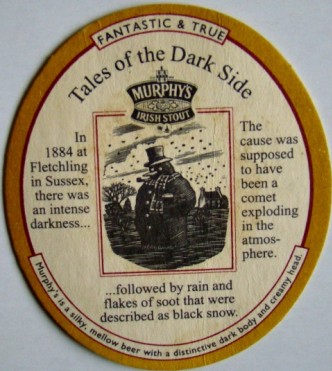 FANTASTIC & TRUE
Tales of the Dark Side
MURPHY'S
IRISH STOUT
In
1884 at
Fletchling
in Sussex,
there was
an intense
darkness...
The
cause was
supposed
to have
been a
comet
exploding
in the
atmos-
phere.
...followed by rain and
flakes of soot that were
described as black snow.
Murphy's is a silky, mellow beer with a distinctive dark body and creamy head.